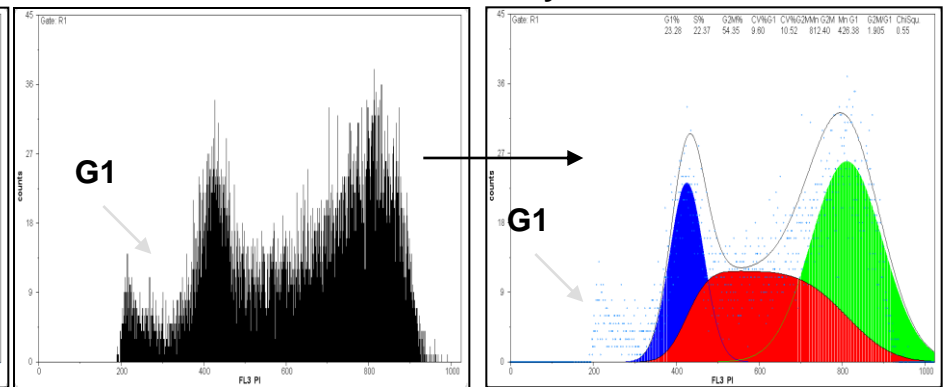 Gate: R1
45
36
27
18
9
0
counts
G1
0
200
400
600
800
1000
FL3 PI
Gate: R1
G1% S% G2M% CV%G1 CV%G2M Mn G2M Mn G1 G2M/G1 ChiSqu.
23.28 22.37 54.35 9.60 10.52 812.40 426.38 1.905 8.55
45
36
27
18
9
0
counts
G1
0
200
400
600
800
1000
FL3 PI